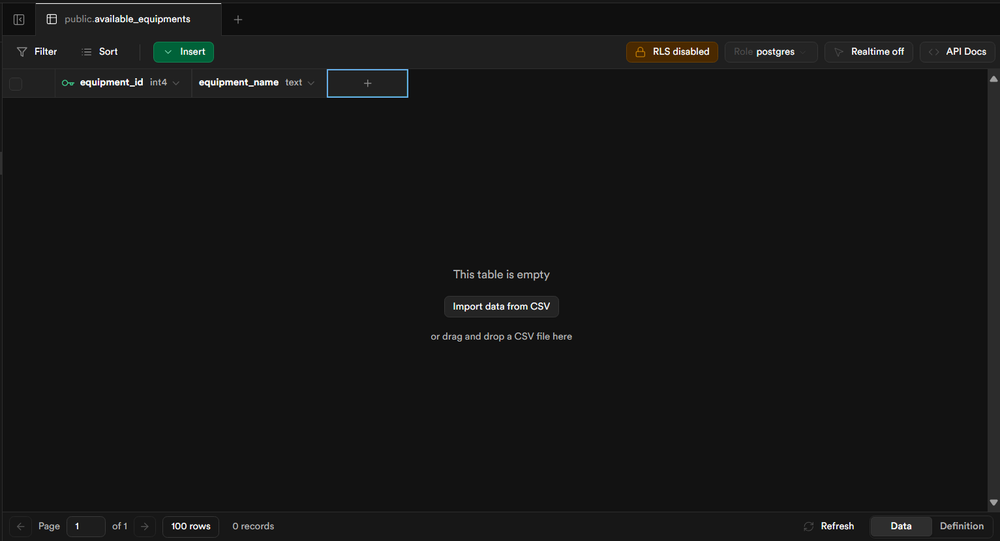 public.available_equipments
Filter Sort Insert RLS disabled Role postgres Realtime off API Docs
equipment_id int4 equipment_name text
This table is empty
Import data from CSV
or drag and drop a CSV file here
Page 1 of 1 100 rows 0 records Refresh Data Definition